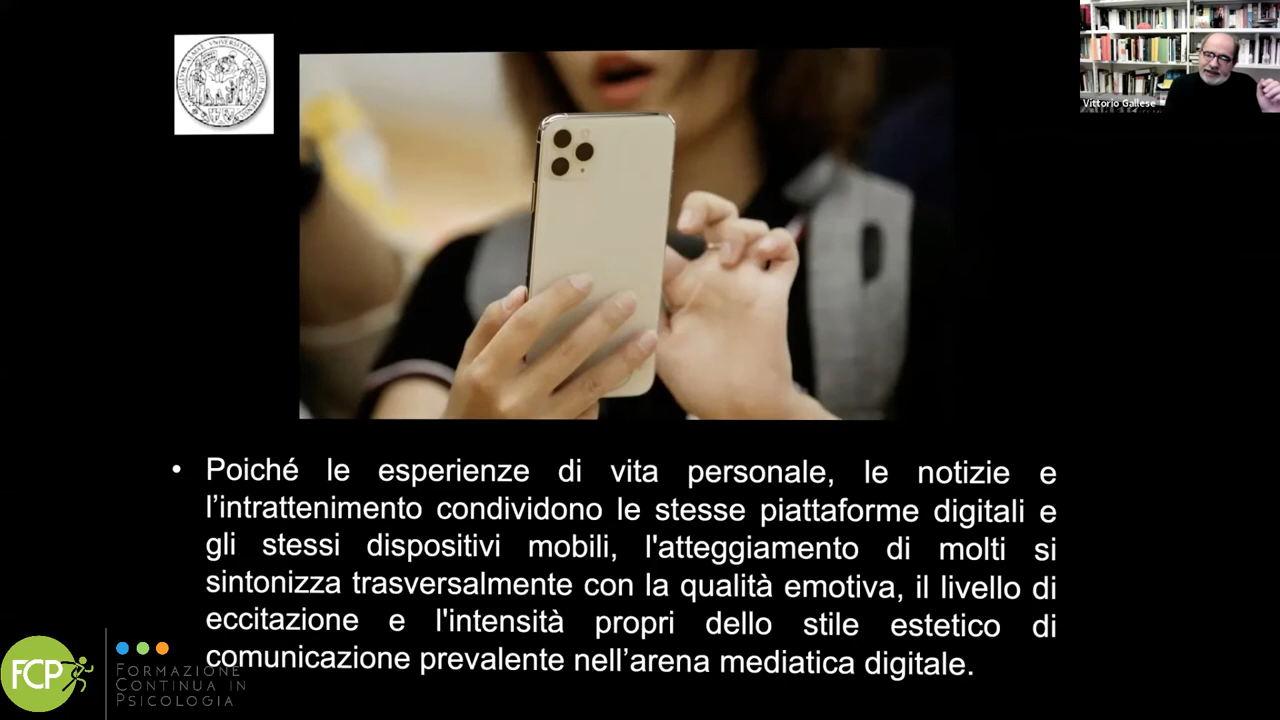 Vittorio Gallese
• Poiché le esperienze di vita personale, le notizie e
l’intrattenimento condividono le stesse piattaforme digitali e
gli stessi dispositivi mobili, l'atteggiamento di molti si
sintonizza trasversalmente con la qualità emotiva, il livello di
eccitazione e l'intensità propri dello stile estetico di
comunicazione prevalente nell’arena mediatica digitale.
FCP
FORMAZIONE
CONTINUA IN
PSICOLOGIA